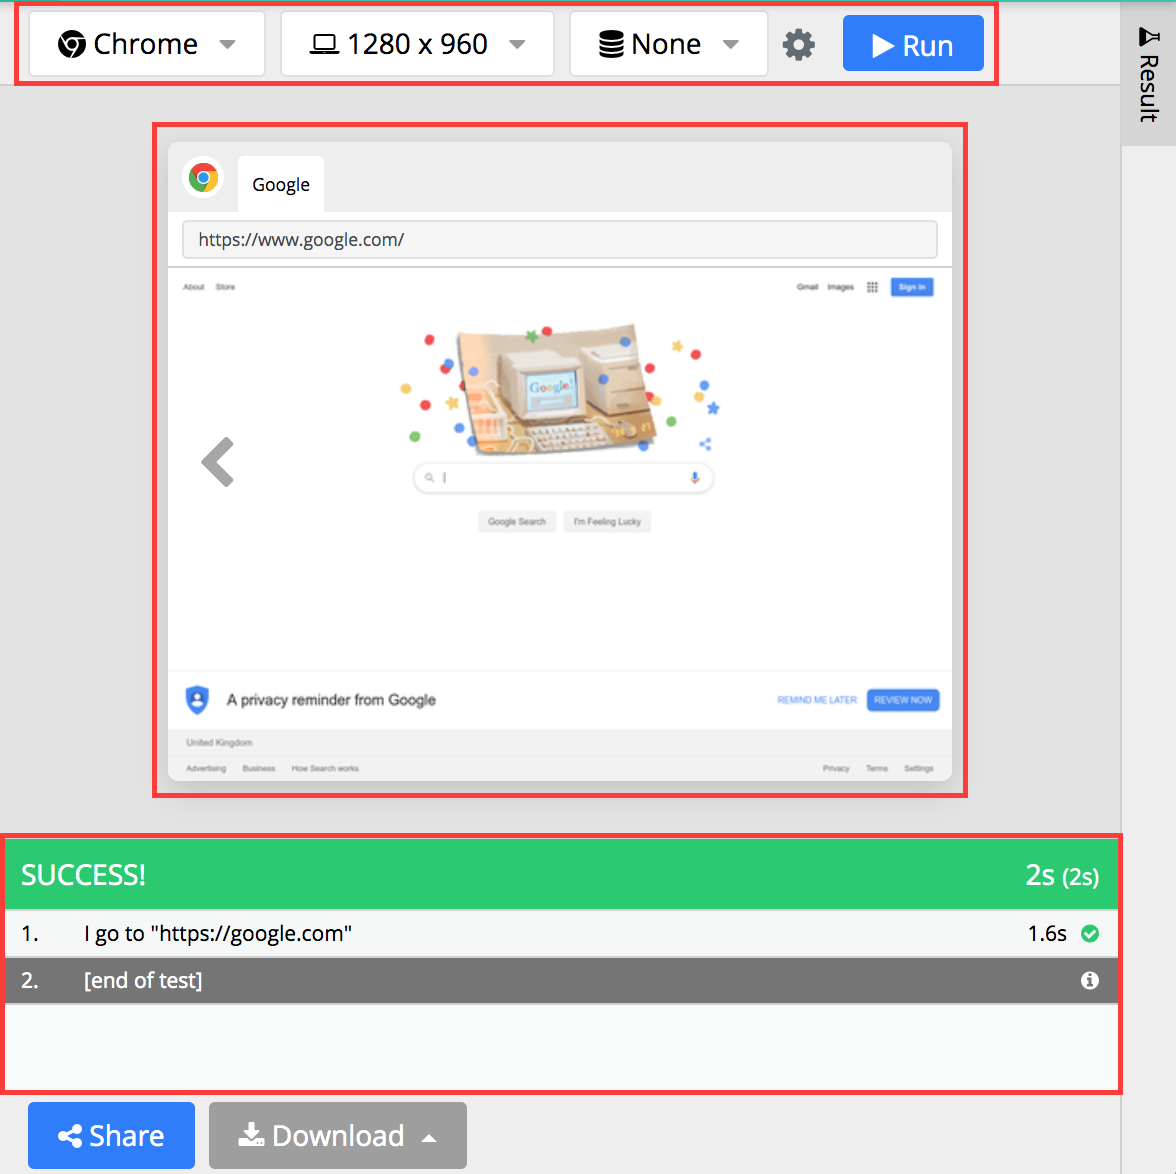 Chrome 1280 x 960 None Run
Result
Google
https://www.google.com/
About Store Gmail Images Sign in
Google!
Google Search I'm Feeling Lucky
A privacy reminder from Google REMIND ME LATER REVIEW NOW
United Kingdom
Advertising Business How Search works Privacy Terms Settings
SUCCESS! 2s (2s)
1. I go to "https://google.com" 1.6s
2. [end of test]
Share Download